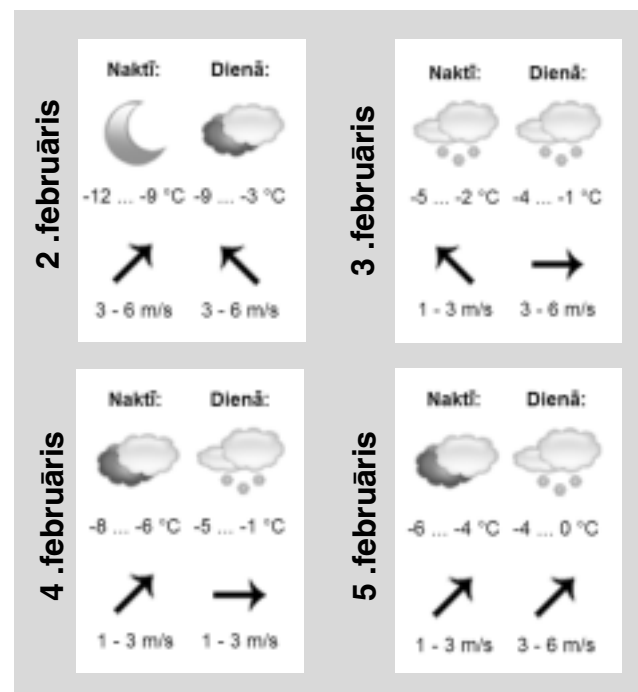 2 .februāris
Naktī: Dienā:
-12 ... -9 °C -9 ... -3 °C
3 - 6 m/s 3 - 6 m/s
3 .februāris
Naktī: Dienā:
-5 ... -2 °C -4 ... -1 °C
1 - 3 m/s 3 - 6 m/s
4 .februāris
Naktī: Dienā:
-8 ... -6 °C -5 ... -1 °C
1 - 3 m/s 1 - 3 m/s
5 .februāris
Naktī: Dienā:
-6 ... -4 °C -4 ... 0 °C
1 - 3 m/s 3 - 6 m/s